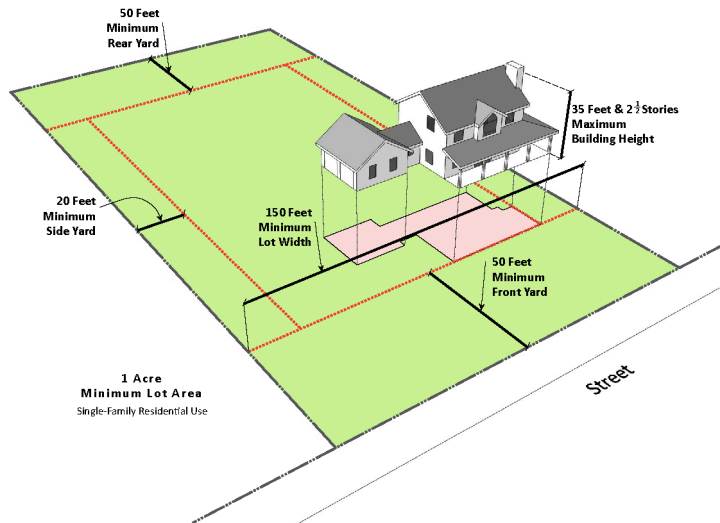 50 Feet
Minimum
Rear Yard
35 Feet & 2 ½ Stories
Maximum
Building Height
20 Feet
Minimum
Side Yard
150 Feet
Minimum
Lot Width
50 Feet
Minimum
Front Yard
1 Acre
Minimum Lot Area
Single-Family Residential Use
Street